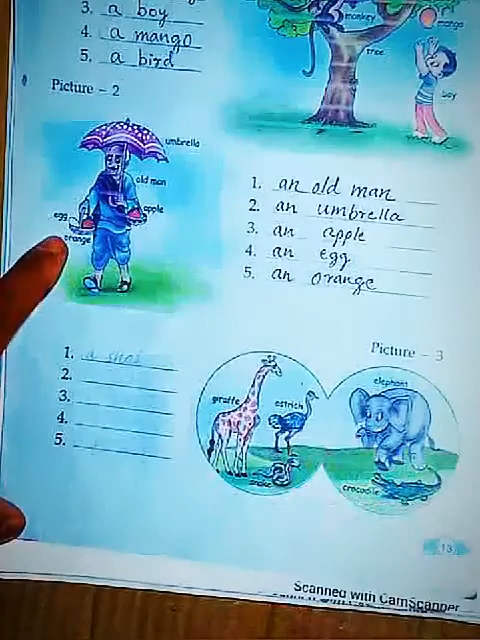 3. a boy
4. a mango
5. a bird
monkey
mango
tree
boy
Picture – 2
umbrella
old man
apple
egg
orange
1. an old man
2. an umbrella
3. an apple
4. an egg
5. an orange
Picture – 3
1. a
2.
3.
4.
5.
giraffe
ostrich
snake
elephant
crocodile
13
Scanned with CamScanner